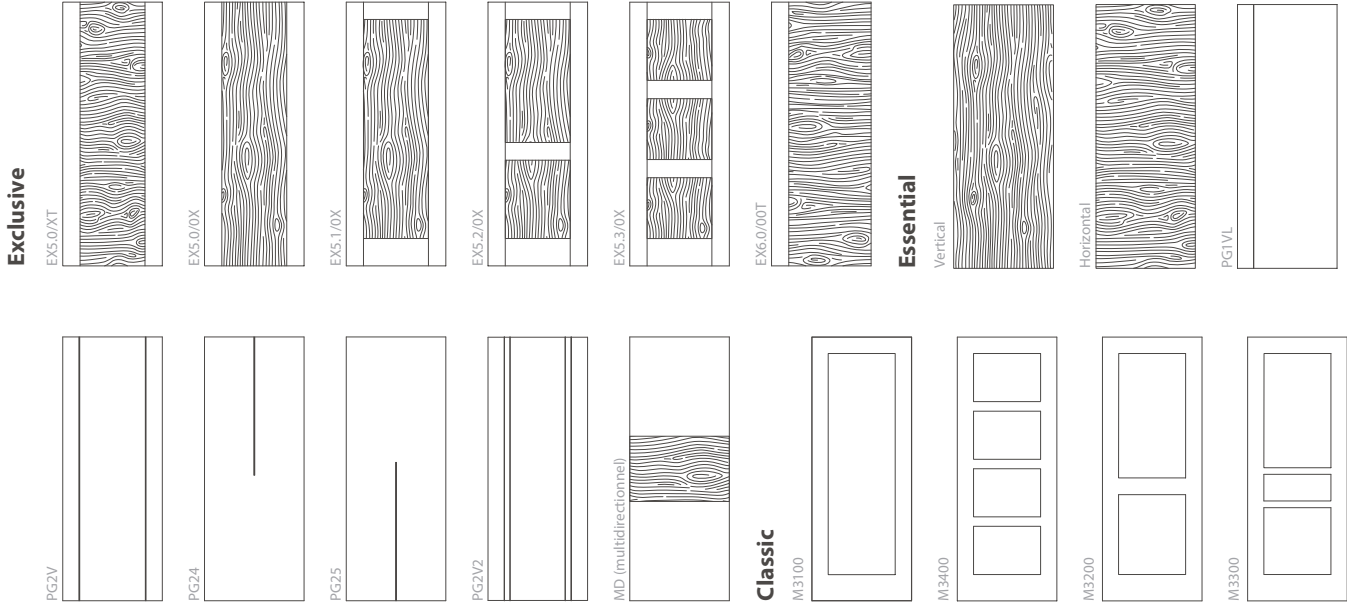 Exclusive
EX5.0/XT
EX5.0/0X
EX5.1/0X
EX5.2/0X
EX5.3/0X
EX6.0/00T
Essential
Vertical
Horizontal
PG1VL
PG2V
PG24
PG25
PG2V2
MD (multidirectionnel)
Classic
M3100
M3400
M3200
M3300